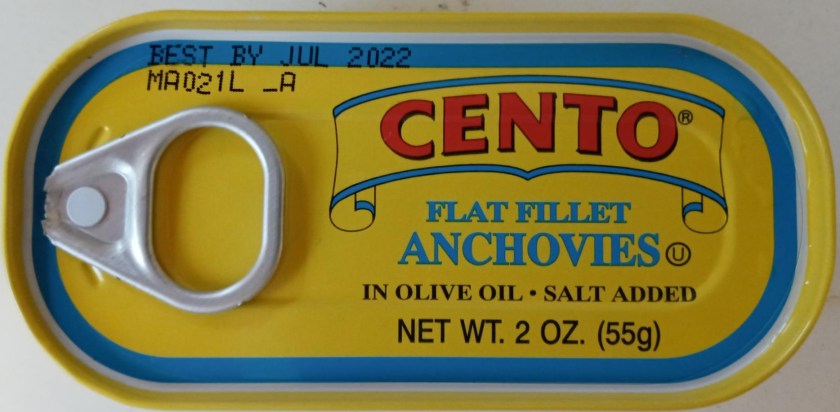 BEST BY JUL 2022
MA021L _A
CENTO®
FLAT FILLET
ANCHOVIES Ⓤ
IN OLIVE OIL • SALT ADDED
NET WT. 2 OZ. (55g)